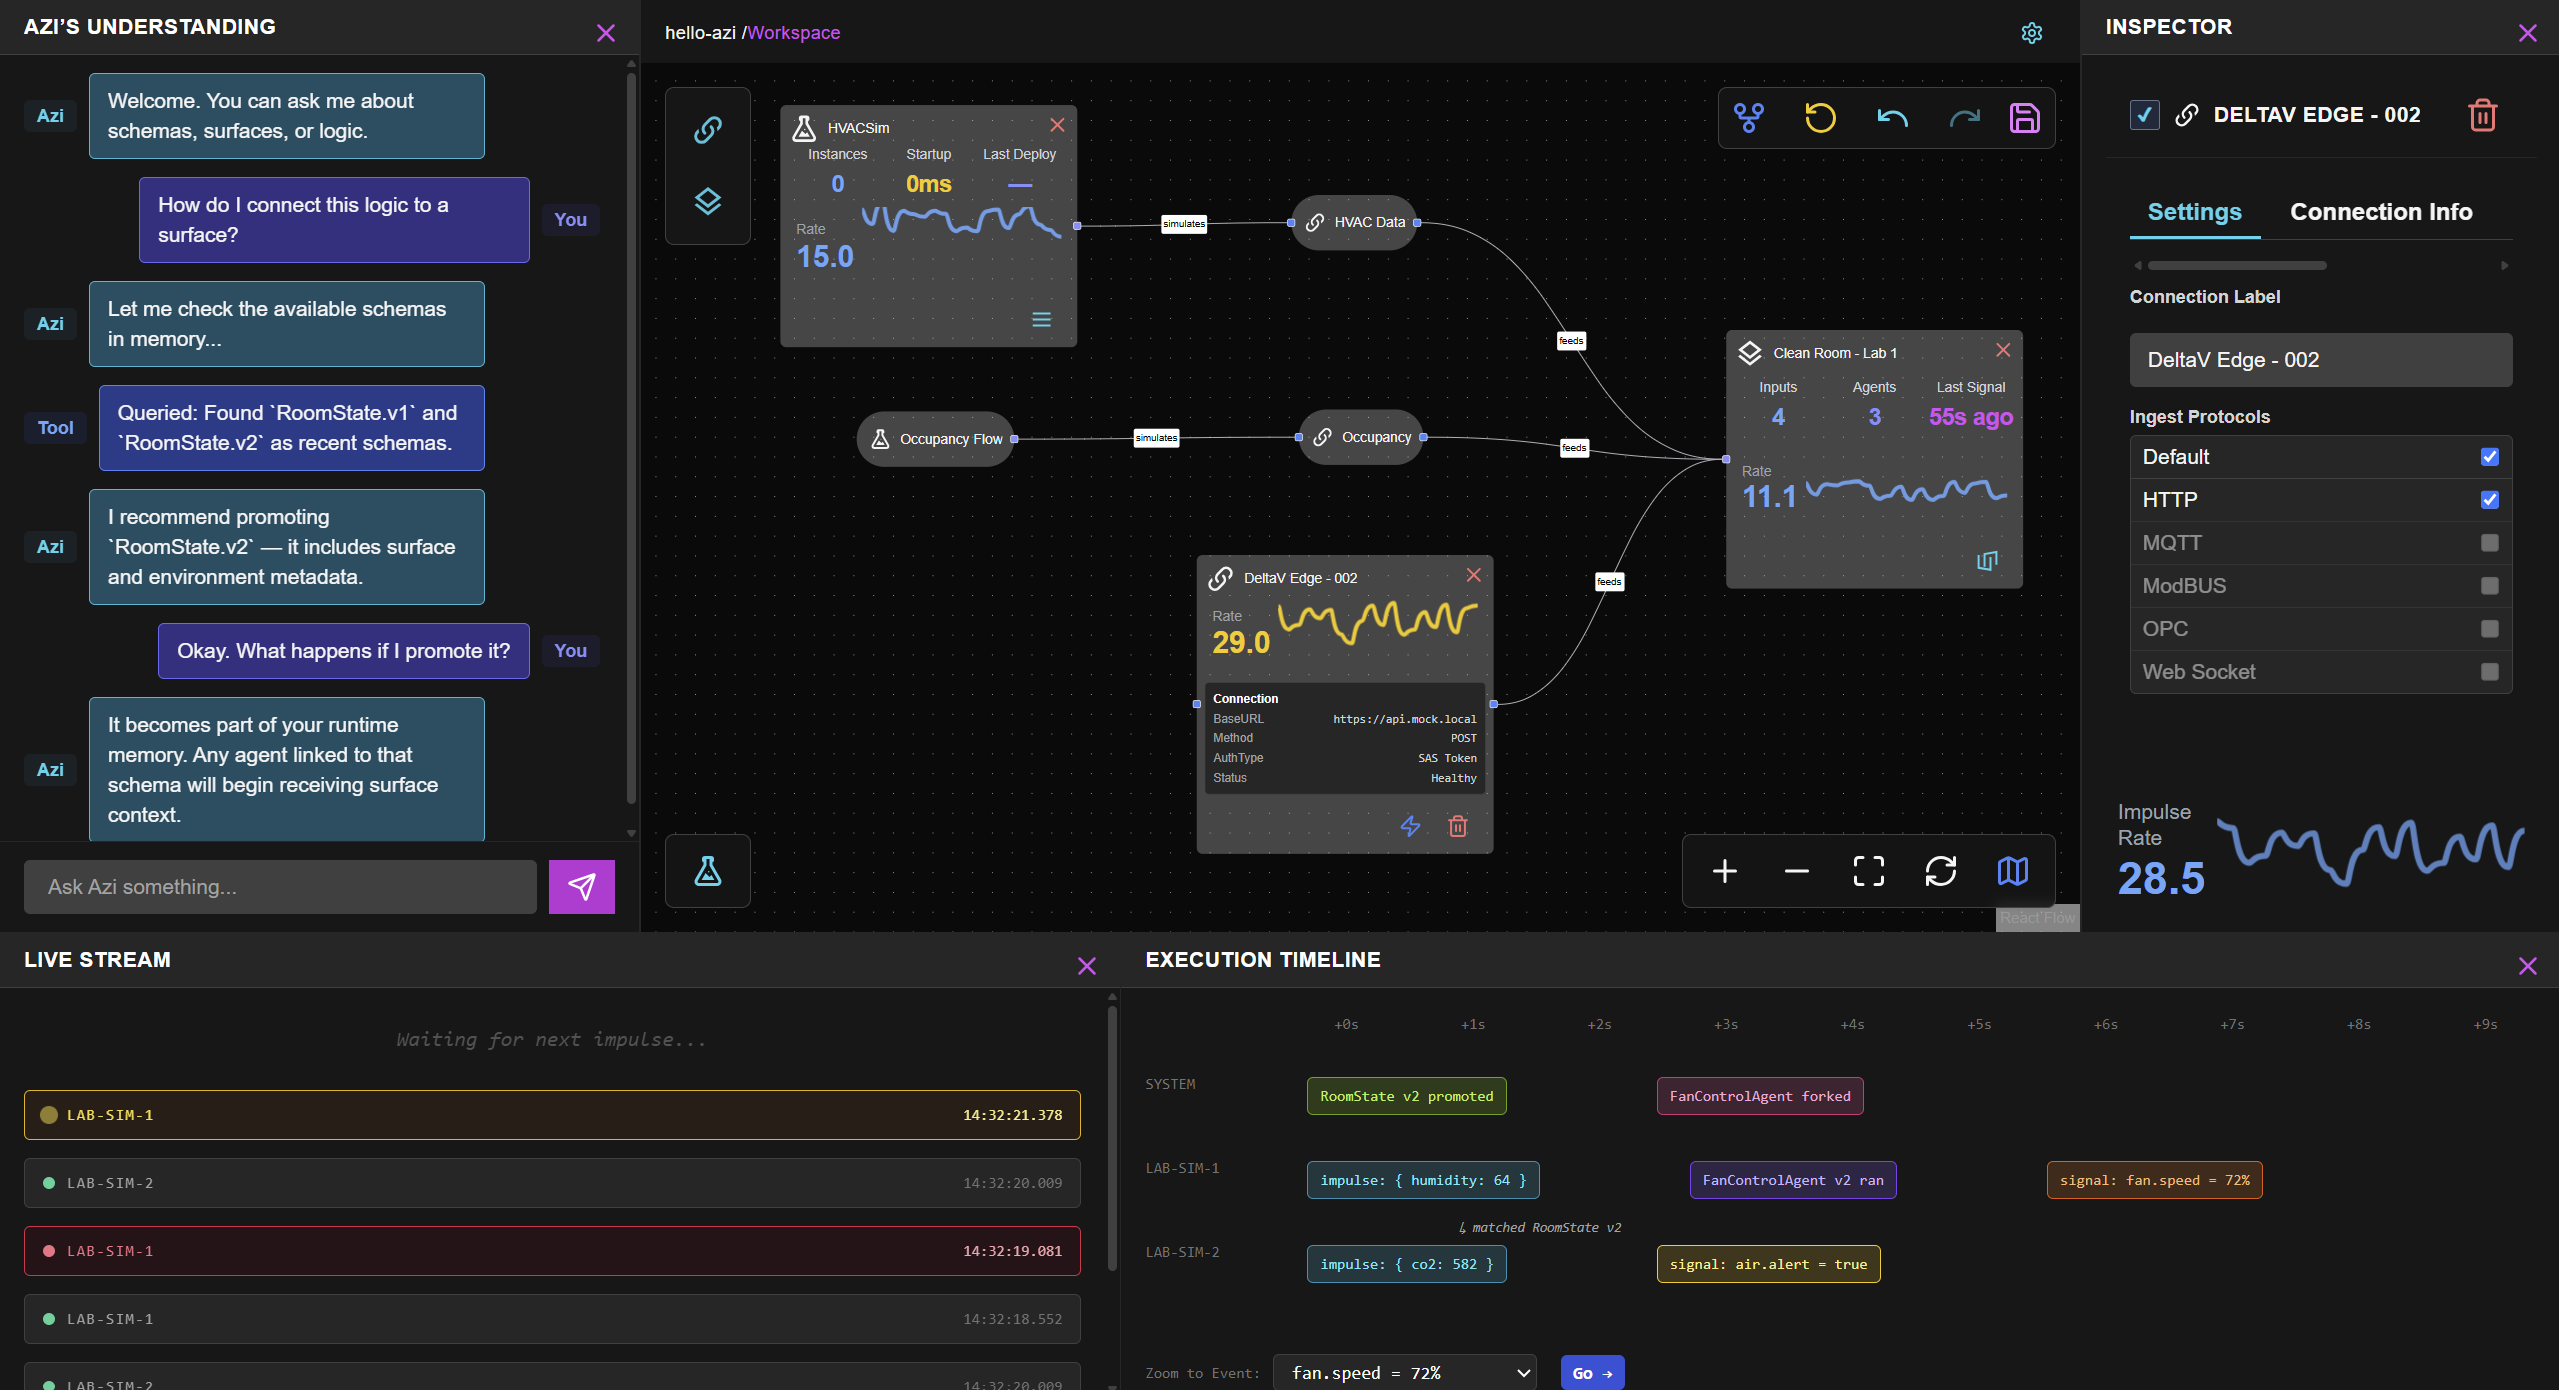 AZI'S UNDERSTANDING
Azi
Welcome. You can ask me about
schemas, surfaces, or logic.
How do I connect this logic to a
surface?
You
Azi
Let me check the available schemas
in memory...
Tool
Queried: Found `RoomState.v1` and
`RoomState.v2` as recent schemas.
Azi
I recommend promoting
`RoomState.v2` — it includes surface
and environment metadata.
Okay. What happens if I promote it?
You
Azi
It becomes part of your runtime
memory. Any agent linked to that
schema will begin receiving surface
context.
Ask Azi something...
hello-azi /Workspace
HVACSim
Instances Startup Last Deploy
0 0ms —
Rate
15.0
simulates
HVAC Data
feeds
Occupancy Flow
simulates
Occupancy
feeds
Clean Room - Lab 1
Inputs Agents Last Signal
4 3 55s ago
Rate
11.1
DeltaV Edge - 002
Rate
29.0
Connection
BaseURL https://api.mock.local
Method POST
AuthType SAS Token
Status Healthy
feeds
React Flow
INSPECTOR
DELTAV EDGE - 002
Settings Connection Info
Connection Label
DeltaV Edge - 002
Ingest Protocols
Default
HTTP
MQTT
ModBUS
OPC
Web Socket
Impulse
Rate
28.5
LIVE STREAM
Waiting for next impulse...
LAB-SIM-1 14:32:21.378
LAB-SIM-2 14:32:20.009
LAB-SIM-1 14:32:19.081
LAB-SIM-1 14:32:18.552
LAB-SIM-2 14:32:20.009
EXECUTION TIMELINE
+0s +1s +2s +3s +4s +5s +6s +7s +8s +9s
SYSTEM
RoomState v2 promoted
FanControlAgent forked
LAB-SIM-1
impulse: { humidity: 64 }
FanControlAgent v2 ran
signal: fan.speed = 72%
↳ matched RoomState v2
LAB-SIM-2
impulse: { co2: 582 }
signal: air.alert = true
Zoom to Event: fan.speed = 72% Go →